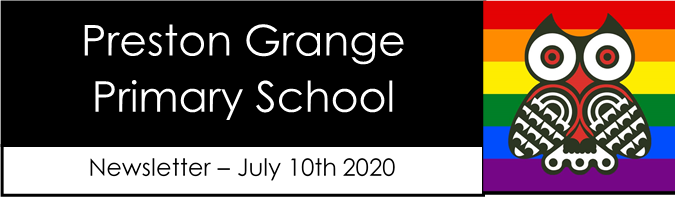 Preston Grange
Primary School
Newsletter – July 10th 2020